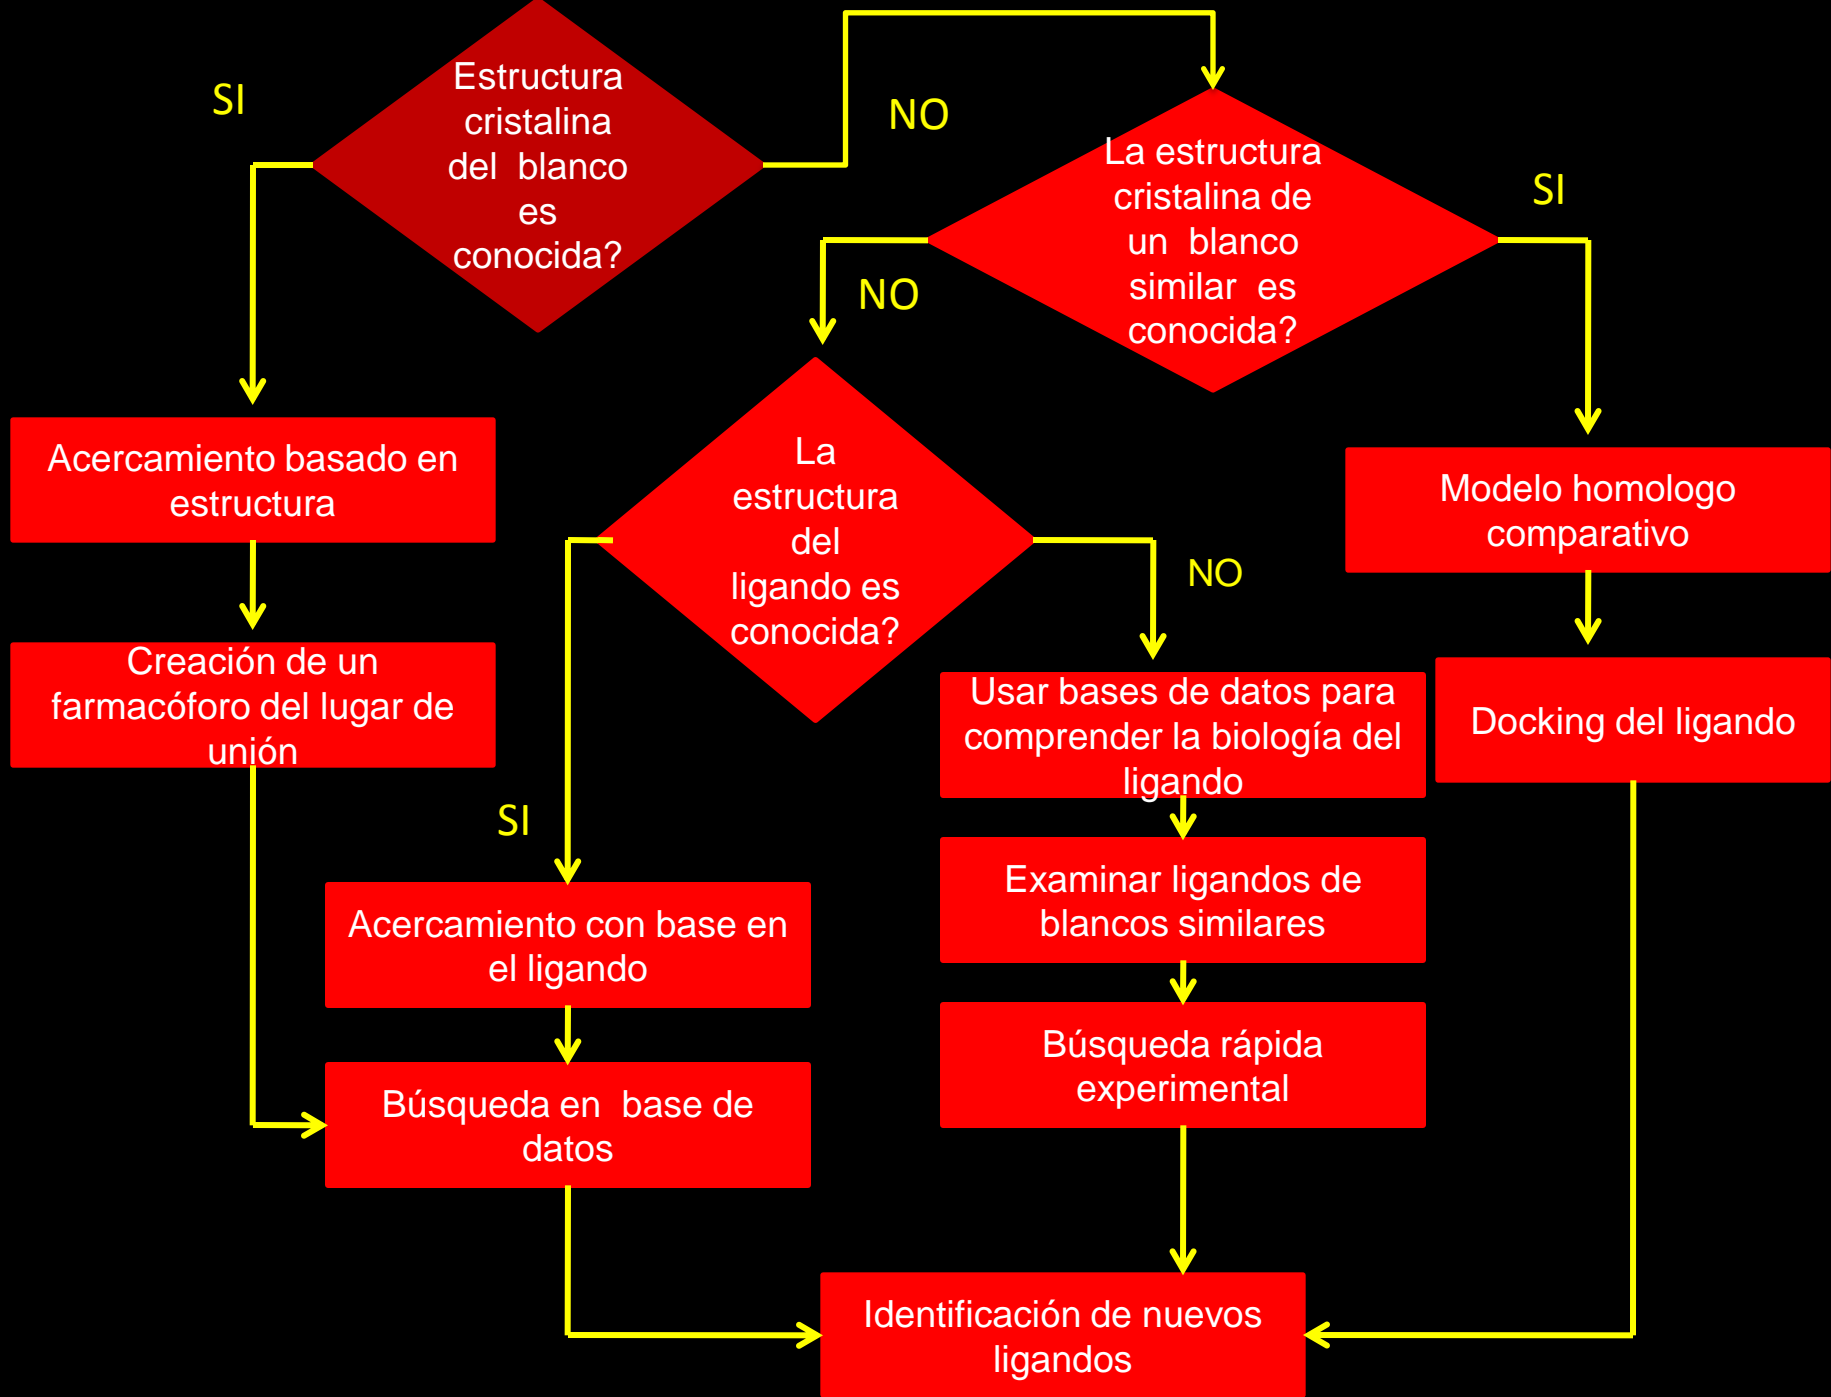 SI
Estructura
cristalina
del blanco
es
conocida?
NO
La estructura
cristalina de
un blanco
similar es
conocida?
SI
NO
Acercamiento basado en
estructura
La
estructura
del
ligando es
conocida?
Modelo homologo
comparativo
NO
Creación de un
farmacóforo del lugar de
unión
Usar bases de datos para
comprender la biología del
ligando
Docking del ligando
SI
Examinar ligandos de
blancos similares
Acercamiento con base en
el ligando
Búsqueda rápida
experimental
Búsqueda en base de
datos
Identificación de nuevos
ligandos